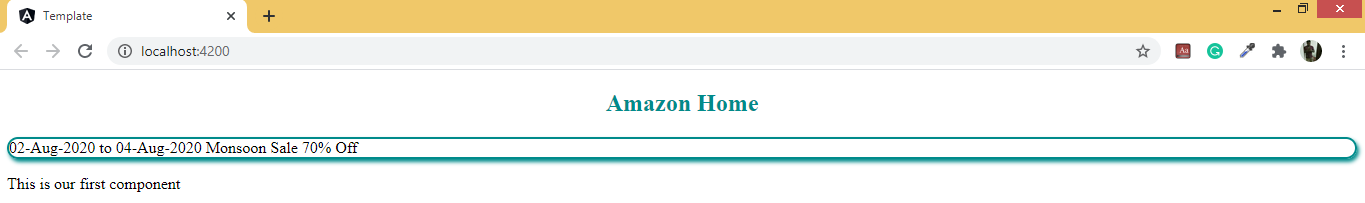 Template
localhost:4200
Amazon Home
02-Aug-2020 to 04-Aug-2020 Monsoon Sale 70% Off
This is our first component